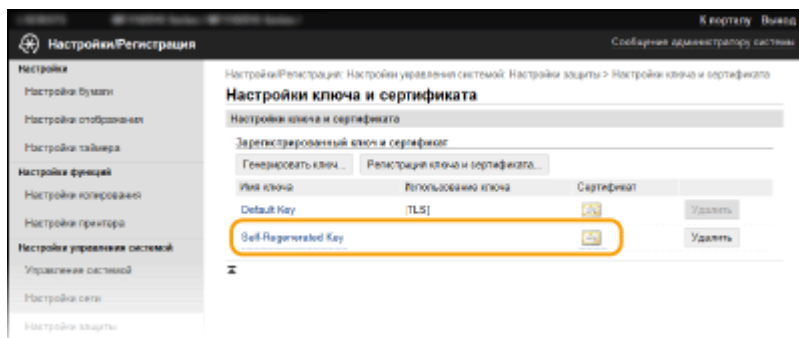 К порталу Выход
Настройки/Регистрация
Сообщение администратору системы
Настройки
Настройки бумаги
Настройки отображения
Настройки таймера
Настройки функций
Настройки копирования
Настройки принтера
Настройки управления системой
Управление системой
Настройки сети
Настройки защиты
Настройки/Регистрация: Настройки управления системой: Настройки защиты > Настройки ключа и сертификата
Настройки ключа и сертификата
Настройки ключа и сертификата
Зарегистрированный ключ и сертификат
Генерировать ключ... Регистрация ключа и сертификата...
Имя ключа Использование ключа Сертификат
Default Key [TLS] Удалить
Self-Regenerated Key Удалить